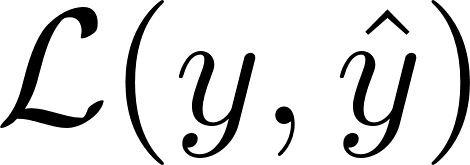 ℒ(y, ŷ)